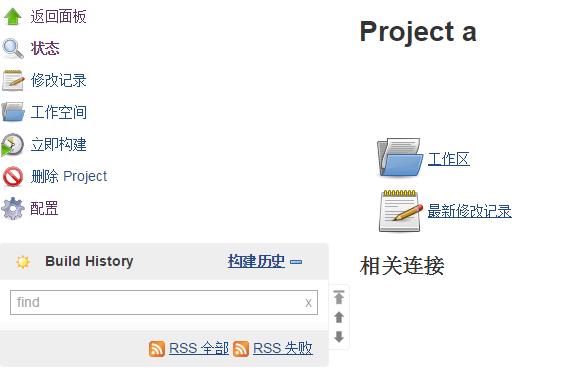 返回面板
状态
修改记录
工作空间
立即构建
删除 Project
配置
Build History 构建历史
find x
RSS 全部 RSS 失败
Project a
工作区
最新修改记录
相关连接